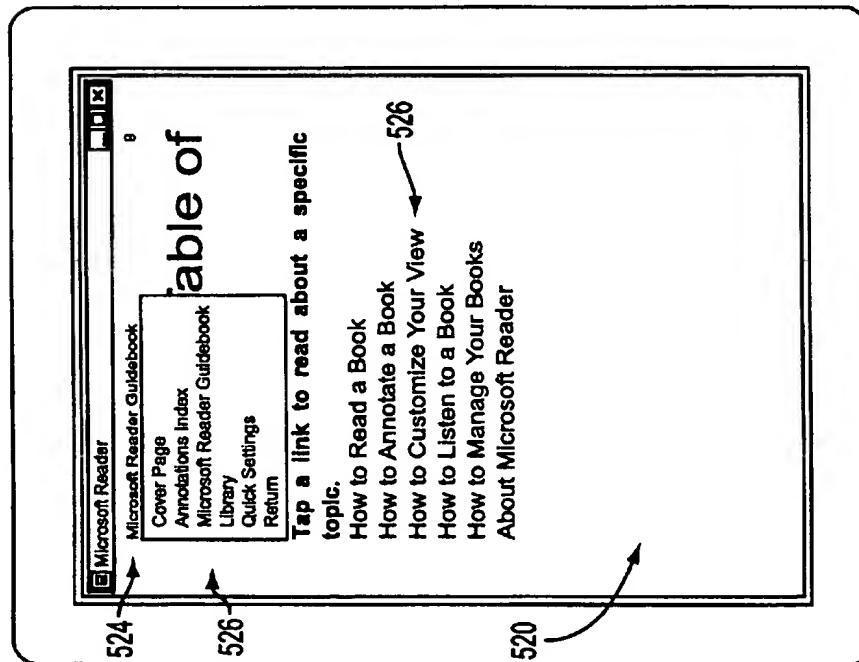 Microsoft Reader
Microsoft Reader Guidebook
9
Table of
Cover Page
Annotations Index
Microsoft Reader Guidebook
Library
Quick Settings
Return
Tap a link to read about a specific
topic.
How to Read a Book
How to Annotate a Book
How to Customize Your View
How to Listen to a Book
How to Manage Your Books
About Microsoft Reader
524
526
526
520